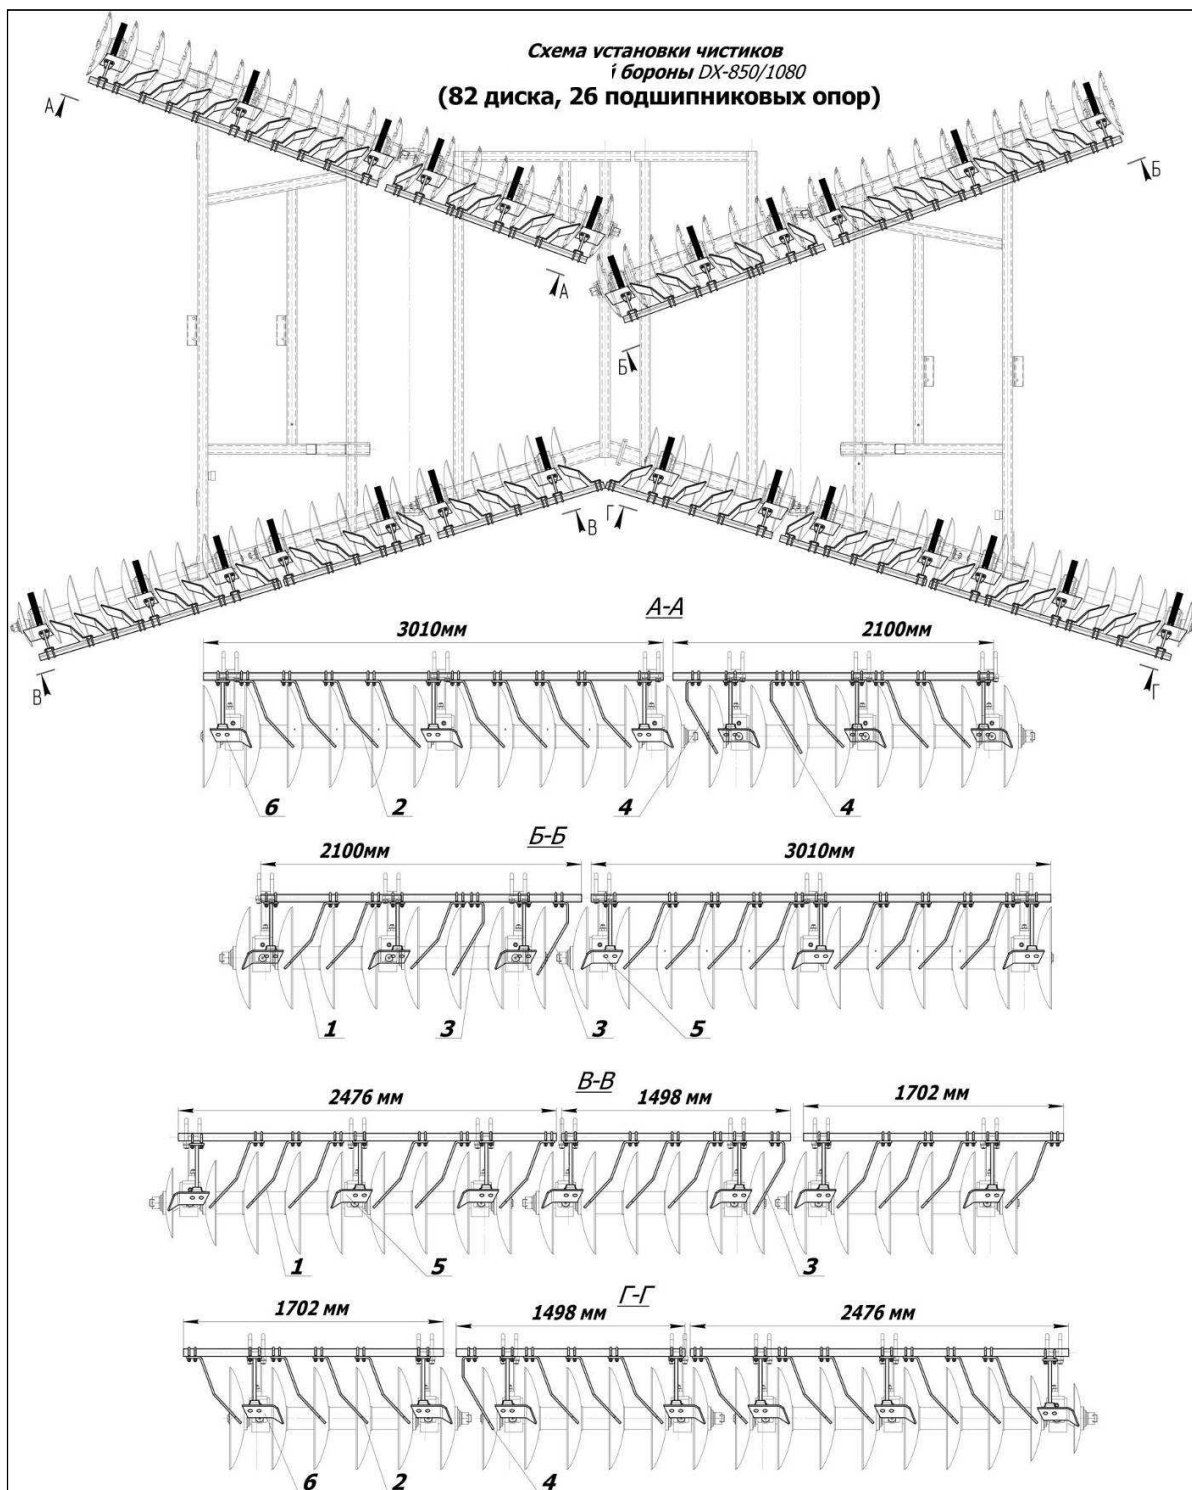 Схема установки чистиков
бороны DX-850/1080
(82 диска, 26 подшипниковых опор)
А
Б
А
Б
В
Г
В
Г
А-А
3010мм
2100мм
6
2
4
4
Б-Б
2100мм
3010мм
1
3
3
5
В-В
2476 мм
1498 мм
1702 мм
1
5
3
Г-Г
1702 мм
1498 мм
2476 мм
6
2
4